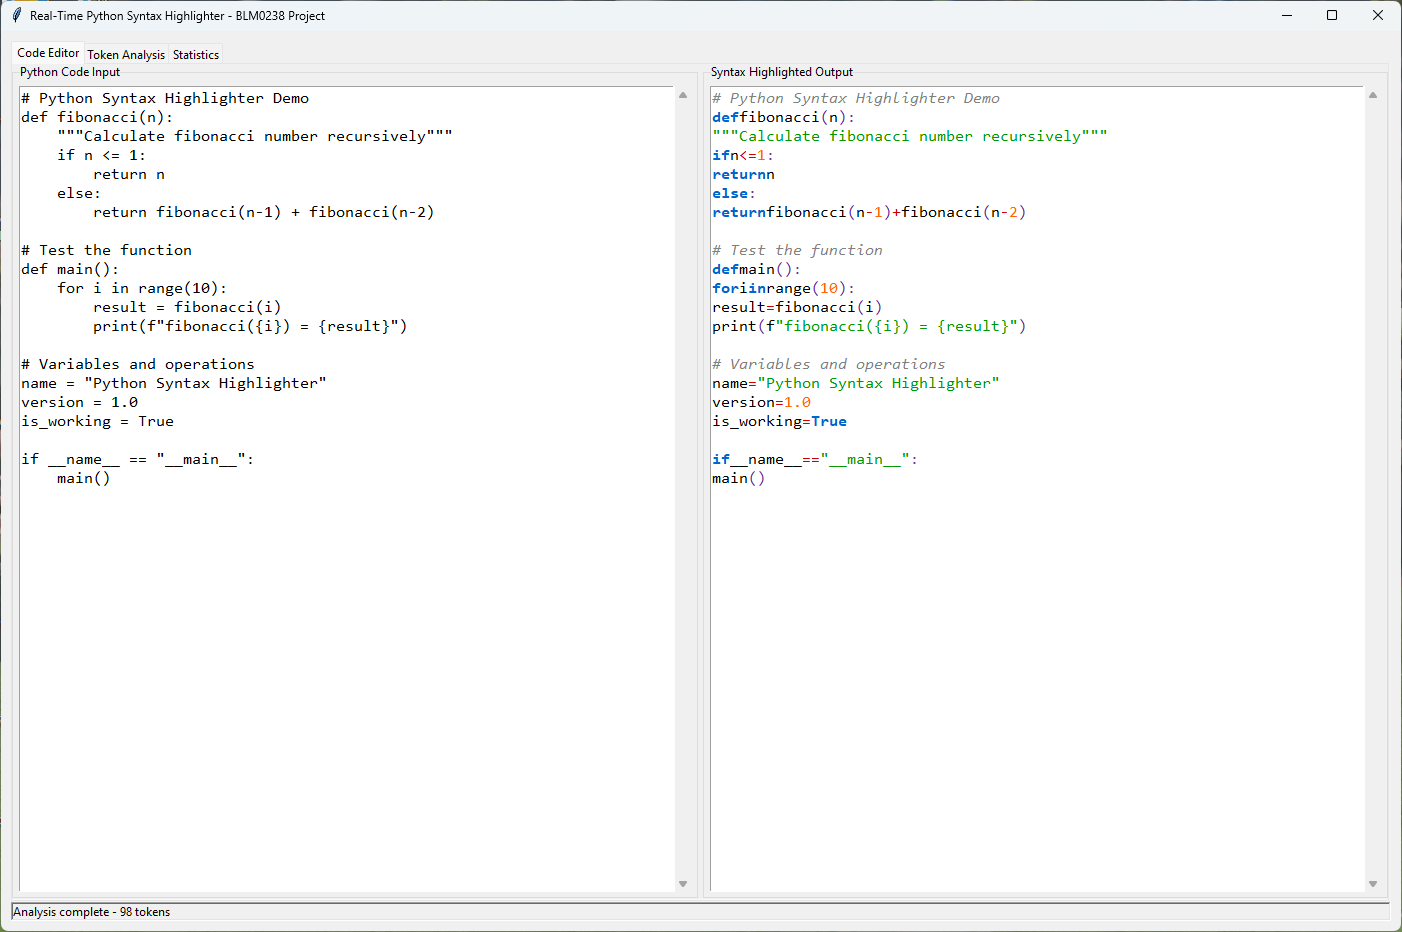 Real-Time Python Syntax Highlighter - BLM0238 Project
Code Editor Token Analysis Statistics
Python Code Input
# Python Syntax Highlighter Demo
def fibonacci(n):
    """Calculate fibonacci number recursively"""
    if n <= 1:
        return n
    else:
        return fibonacci(n-1) + fibonacci(n-2)

# Test the function
def main():
    for i in range(10):
        result = fibonacci(i)
        print(f"fibonacci({i}) = {result}")

# Variables and operations
name = "Python Syntax Highlighter"
version = 1.0
is_working = True

if __name__ == "__main__":
    main()
Syntax Highlighted Output
# Python Syntax Highlighter Demo
deffibonacci(n):
"""Calculate fibonacci number recursively"""
ifn<=1:
returnn
else:
returnfibonacci(n-1)+fibonacci(n-2)

# Test the function
defmain():
foriinrange(10):
result=fibonacci(i)
print(f"fibonacci({i}) = {result}")

# Variables and operations
name="Python Syntax Highlighter"
version=1.0
is_working=True

if__name__=="__main__":
main()
Analysis complete - 98 tokens